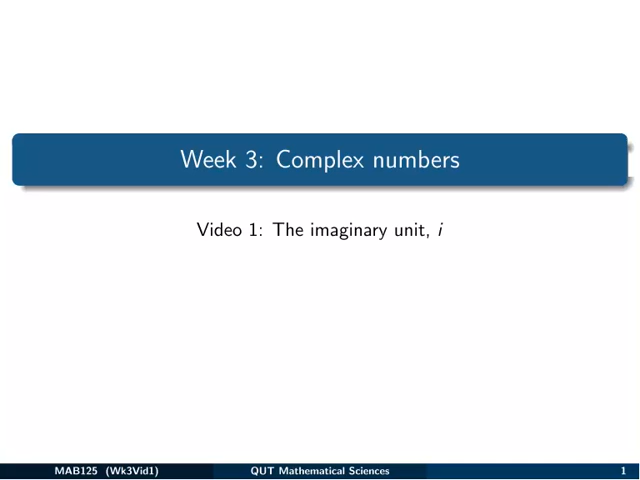 Week 3: Complex numbers
Video 1: The imaginary unit, i
MAB125 (Wk3Vid1) QUT Mathematical Sciences 1